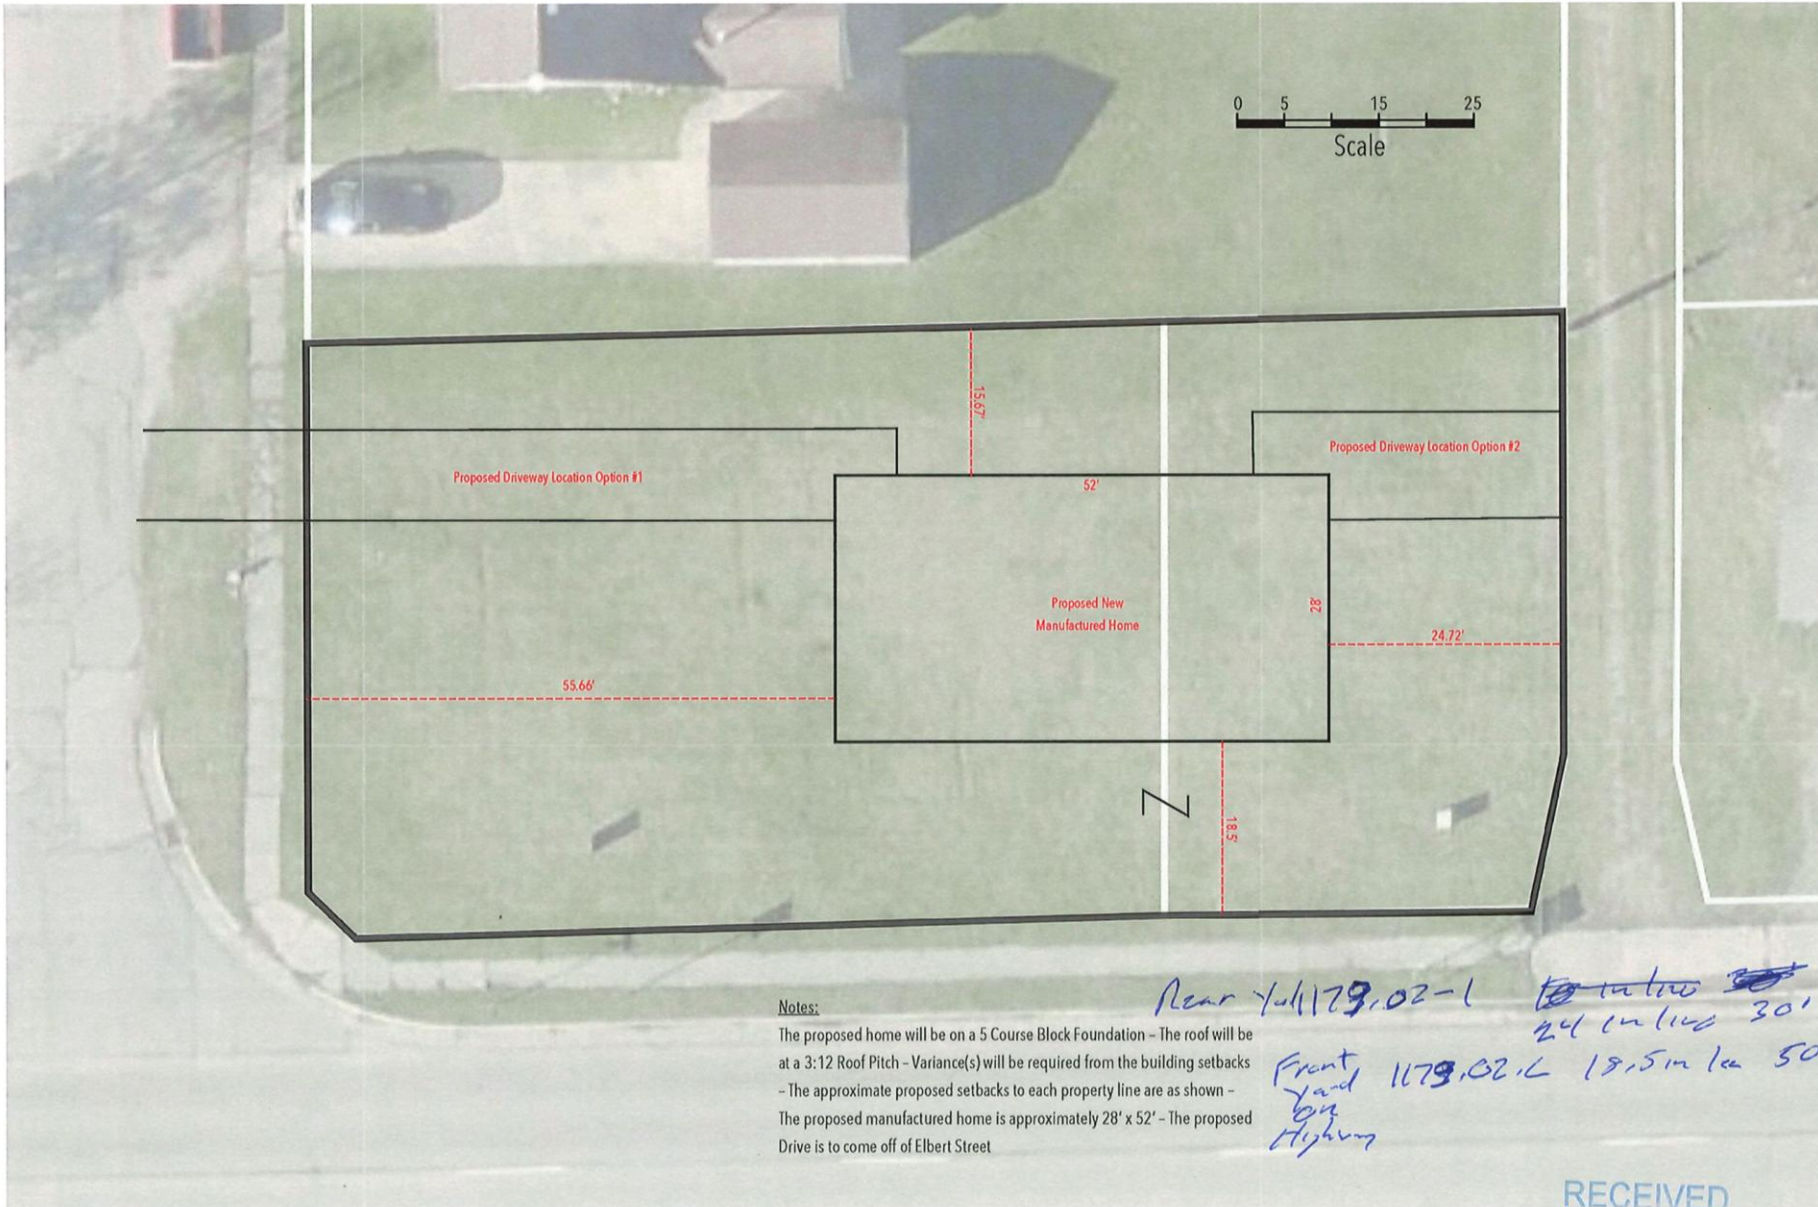 0 5 15 25
Scale
15.67'
Proposed Driveway Location Option #1
Proposed Driveway Location Option #2
52'
Proposed New
Manufactured Home
28'
24.72'
55.66'
18.5'
Z
Notes:
The proposed home will be on a 5 Course Block Foundation – The roof will be
at a 3:12 Roof Pitch – Variance(s) will be required from the building setbacks
– The approximate proposed setbacks to each property line are as shown –
The proposed manufactured home is approximately 28' x 52' – The proposed
Drive is to come off of Elbert Street
Rear 1179.02-L
24 in lieu 30'
Front 1179.02.L 18.5 in lieu 50
yard
on
Highway
RECEIVED